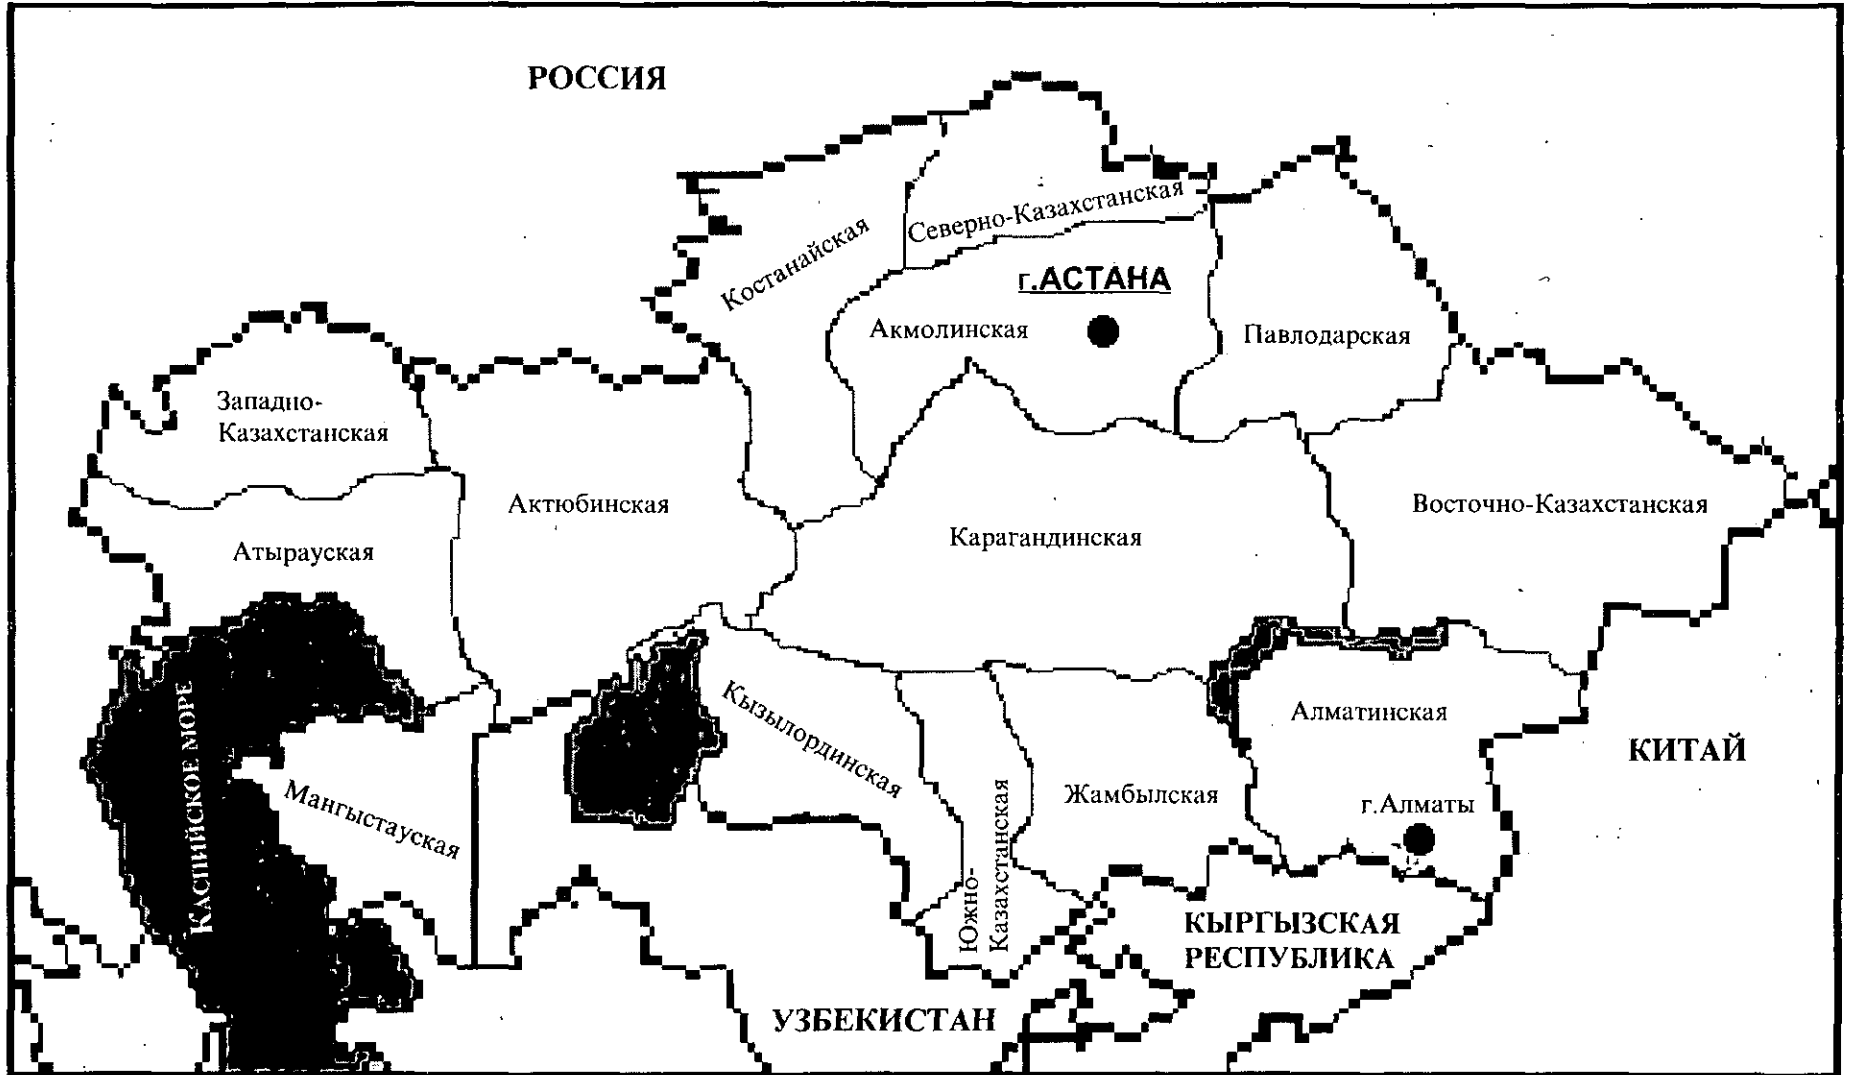 РОССИЯ
Северно-Казахстанская
Костанайская
г.АСТАНА
Акмолинская
Павлодарская
Западно-
Казахстанская
Актюбинская
Восточно-Казахстанская
Карагандинская
Атырауская
КАСПИЙСКОЕ МОРЕ
Кызылординская
Алматинская
КИТАЙ
Мангыстауская
Жамбылская
г.Алматы
Южно-
Казахстанская
КЫРГЫЗСКАЯ
РЕСПУБЛИКА
УЗБЕКИСТАН